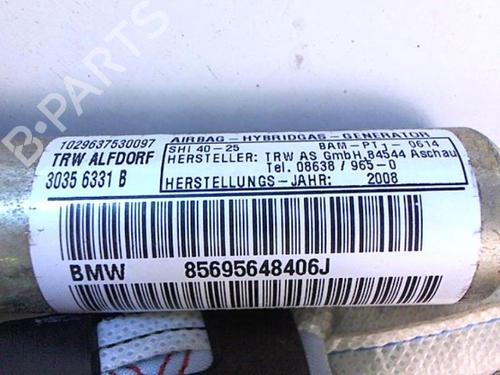 B-PARTS
1029637530097
TRW ALFDORF
3035 6331 B
AIRBAG - HYBRIDGAS - GENERATOR
SHI 40-25 BAM-PT1- 0614
HERSTELLER: TRW AS GmbH, 84544 Aschau
Tel. 08638 / 965-0
HERSTELLUNGS-JAHR: 2008
BMW 85695648406J